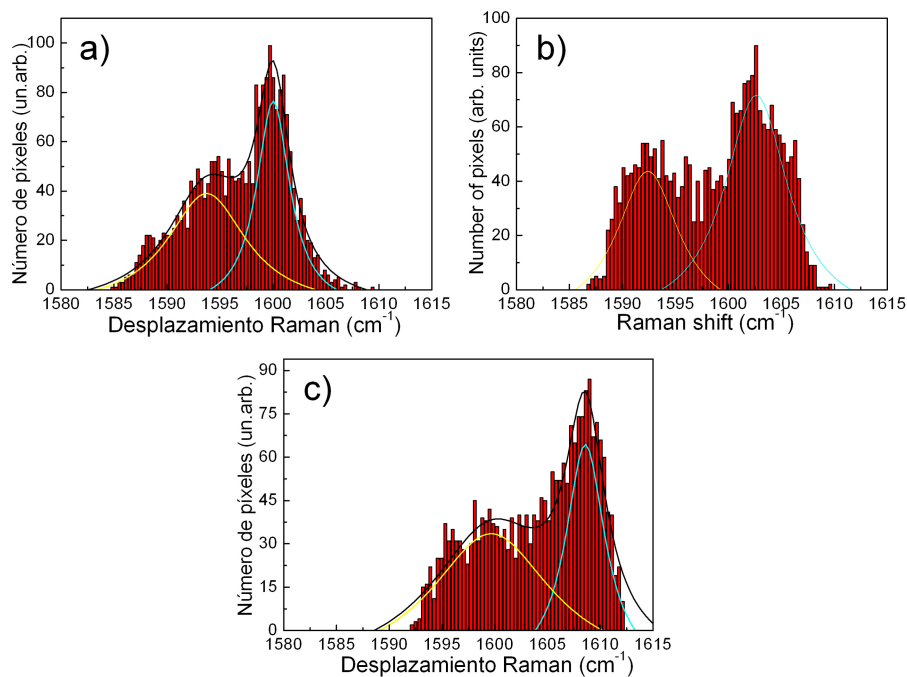 a)
Número de píxeles (un.arb.)
100
80
60
40
20
0
1580 1585 1590 1595 1600 1605 1610 1615
Desplazamiento Raman (cm-1)
b)
Number of pixels (arb. units)
100
80
60
40
20
0
1580 1585 1590 1595 1600 1605 1610 1615
Raman shift (cm-1)
c)
Número de píxeles (un.arb.)
90
75
60
45
30
15
0
1580 1585 1590 1595 1600 1605 1610 1615
Desplazamiento Raman (cm-1)